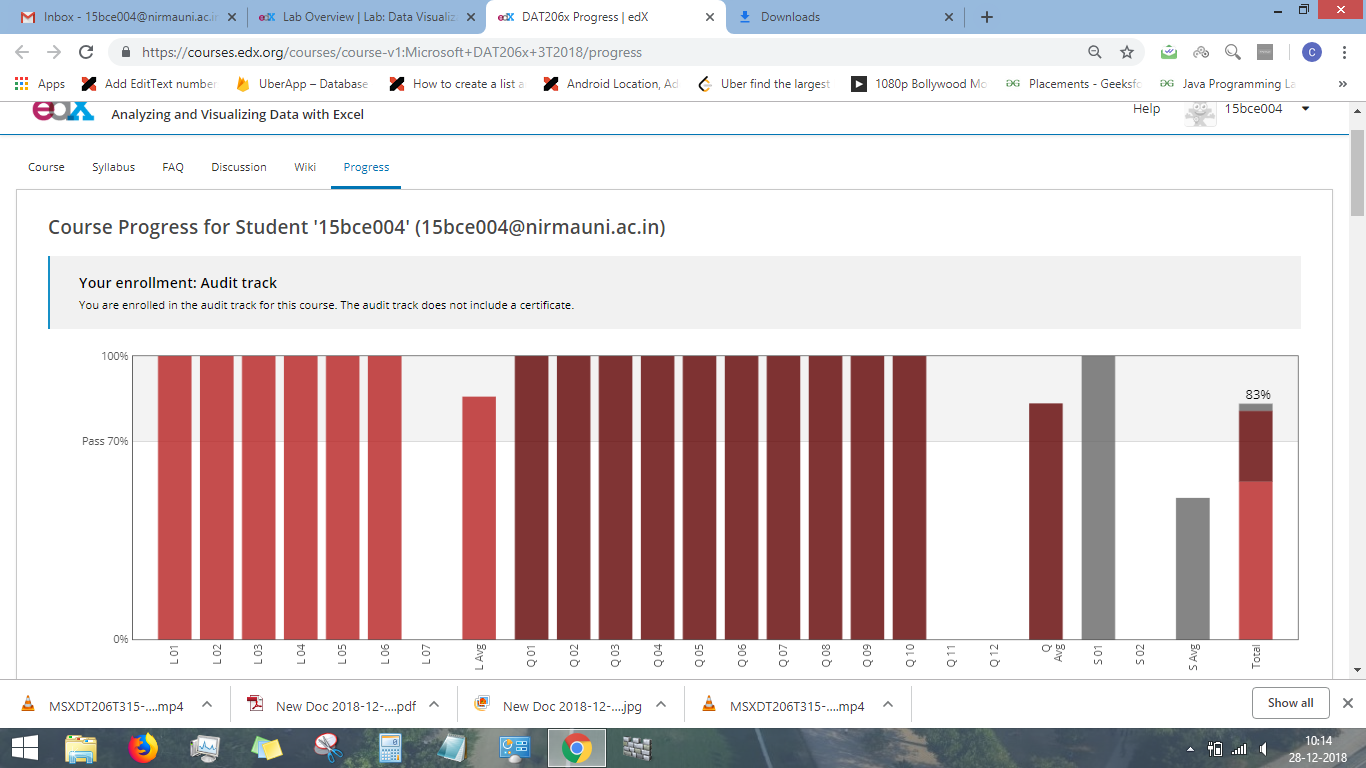 Inbox - 15bce004@nirmauni.ac.i
Lab Overview | Lab: Data Visualiz
DAT206x Progress | edX
Downloads
https://courses.edx.org/courses/course-v1:Microsoft+DAT206x+3T2018/progress
C
Apps
Add EditText number
UberApp – Database
How to create a list a
Android Location, Ad
Uber find the largest
1080p Bollywood Mo
Placements - Geeksfo
Java Programming La
»
edX
Analyzing and Visualizing Data with Excel
Help
15bce004
Course
Syllabus
FAQ
Discussion
Wiki
Progress
Course Progress for Student '15bce004' (15bce004@nirmauni.ac.in)
Your enrollment: Audit track
You are enrolled in the audit track for this course. The audit track does not include a certificate.
100%
Pass 70%
0%
83%
L 01
L 02
L 03
L 04
L 05
L 06
L 07
L Avg
Q 01
Q 02
Q 03
Q 04
Q 05
Q 06
Q 07
Q 08
Q 09
Q 10
Q 11
Q 12
Q
Avg
S 01
S 02
S Avg
Total
MSXDT206T315-....mp4
New Doc 2018-12-....pdf
New Doc 2018-12-....jpg
MSXDT206T315-....mp4
Show all
10:14
28-12-2018